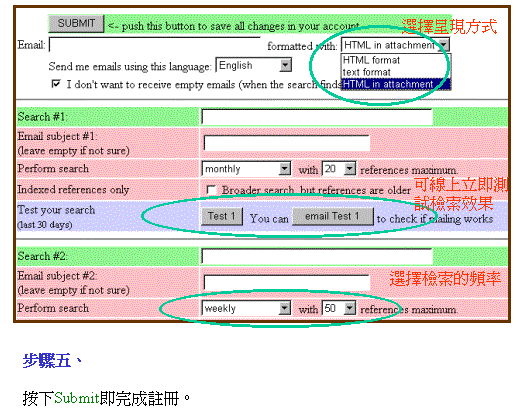 SUBMIT <- push this button to save all changes in your account
選擇呈現方式
Email: formatted with: HTML in attachment
HTML format
text format
HTML in attachment
Send me emails using this language: English
I don't want to receive empty emails (when the search finds
Search #1:
Email subject #1:
(leave empty if not sure)
Perform search monthly with 20 references maximum.
Indexed references only Broader search, but references are older
可線上立即測
試檢索效果
Test your search
(last 30 days)
Test 1 You can email Test 1 to check if mailing works
Search #2:
Email subject #2:
(leave empty if not sure)
選擇檢索的頻率
Perform search weekly with 50 references maximum.
步驟五、
按下Submit即完成註冊。